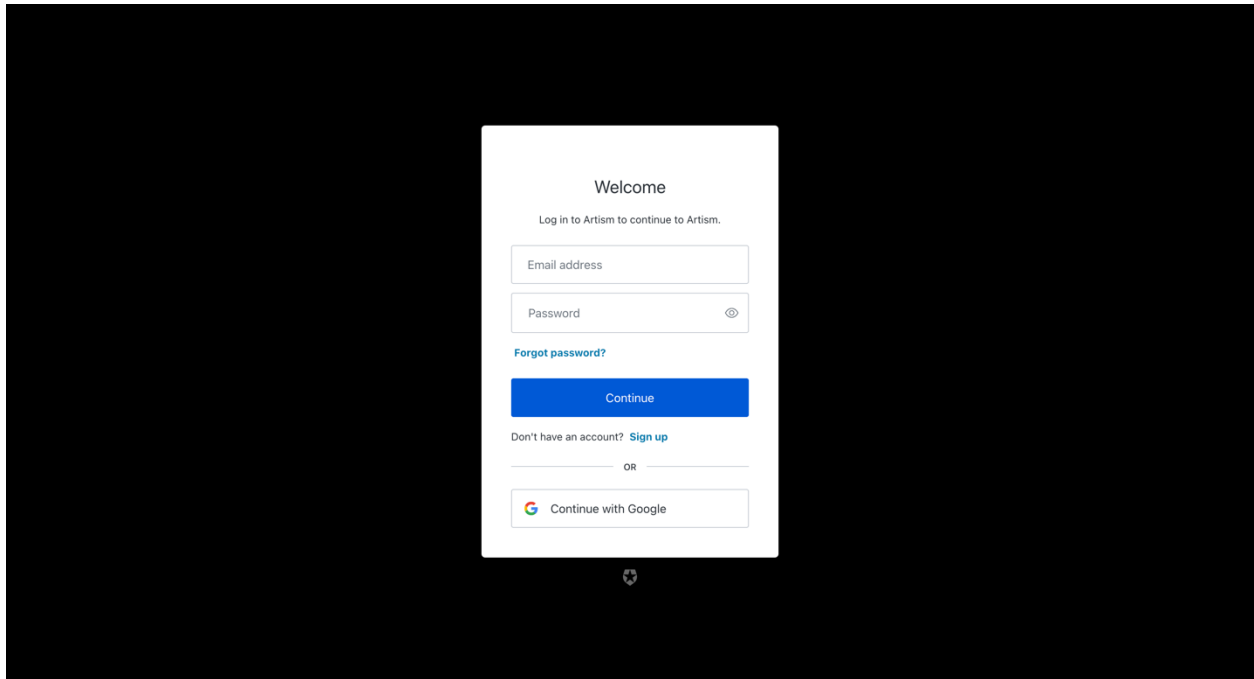 Welcome
Log in to Artism to continue to Artism.
Email address
Password
Forgot password?
Continue
Don't have an account? Sign up
OR
Continue with Google